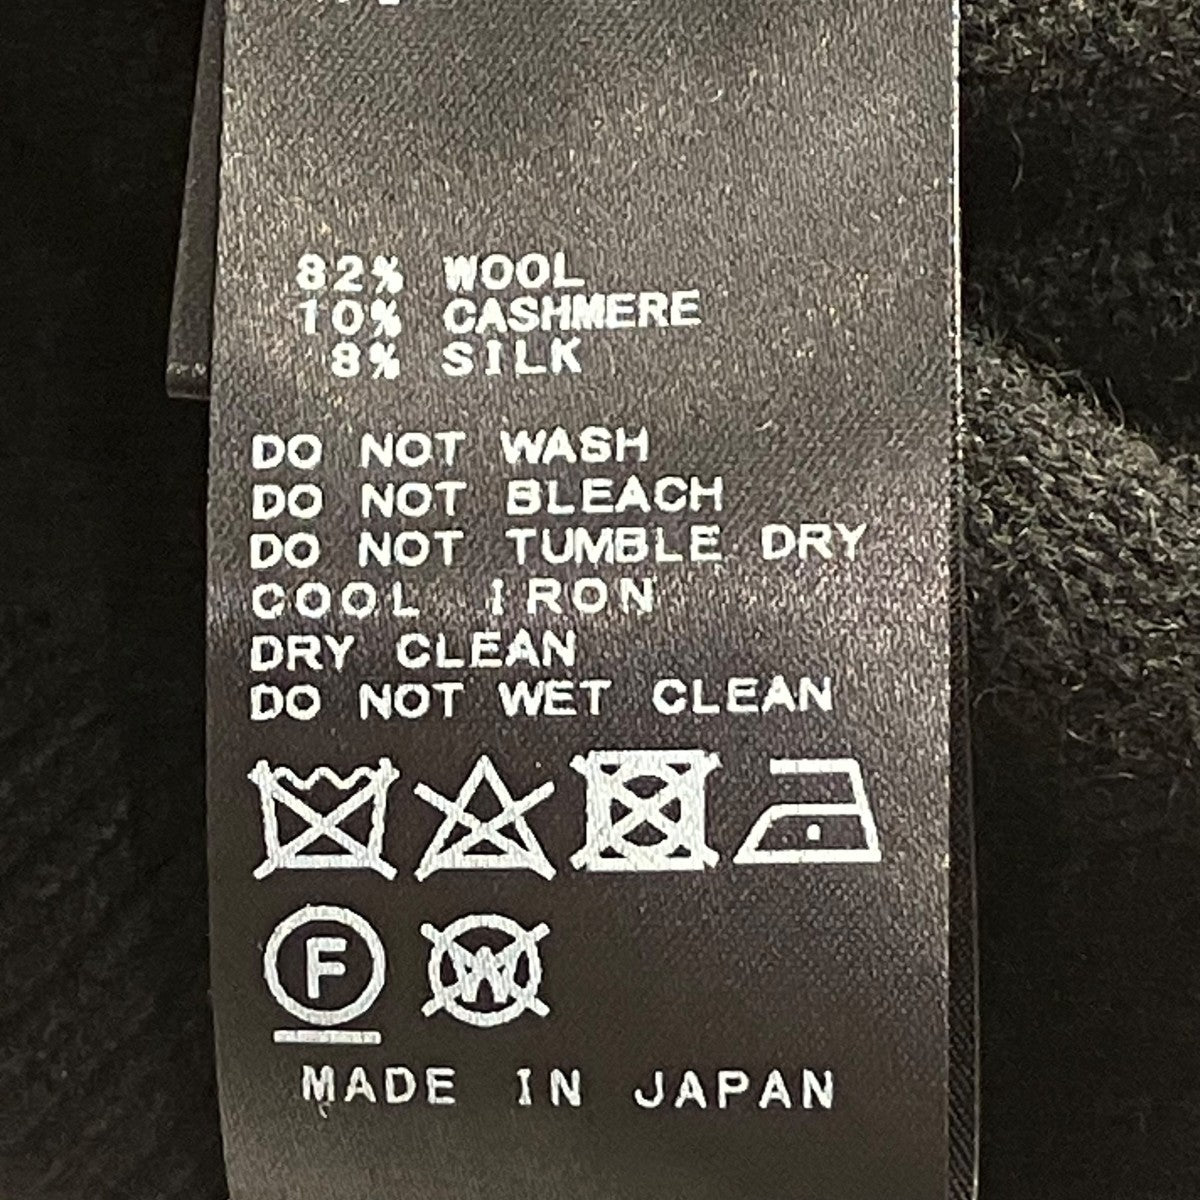 82% WOOL
10% CASHMERE
8% SILK
DO NOT WASH
DO NOT BLEACH
DO NOT TUMBLE DRY
COOL IRON
DRY CLEAN
DO NOT WET CLEAN
F W
MADE IN JAPAN